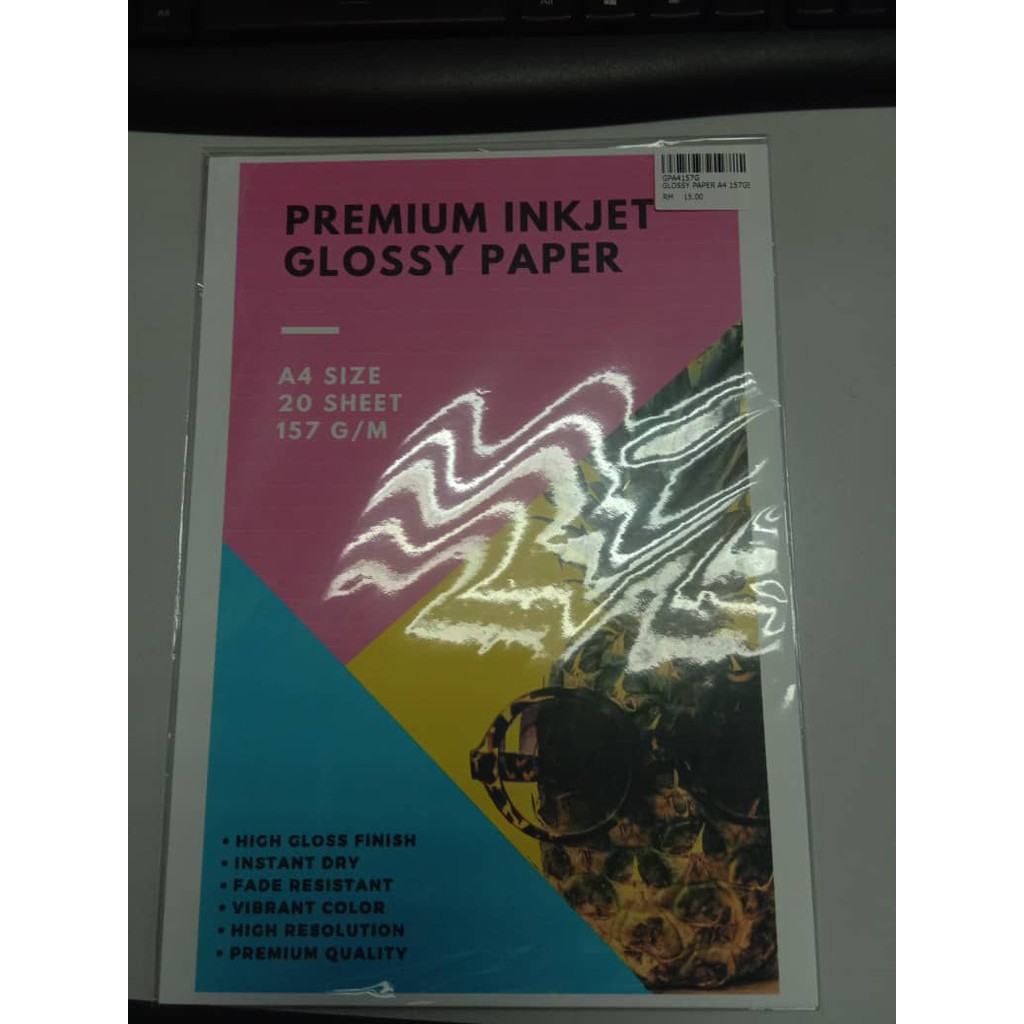 GPA4157G
GLOSSY PAPER A4 157GS
RM 15.00
PREMIUM INKJET
GLOSSY PAPER
A4 SIZE
20 SHEET
157 G/M
• HIGH GLOSS FINISH
• INSTANT DRY
• FADE RESISTANT
• VIBRANT COLOR
• HIGH RESOLUTION
• PREMIUM QUALITY